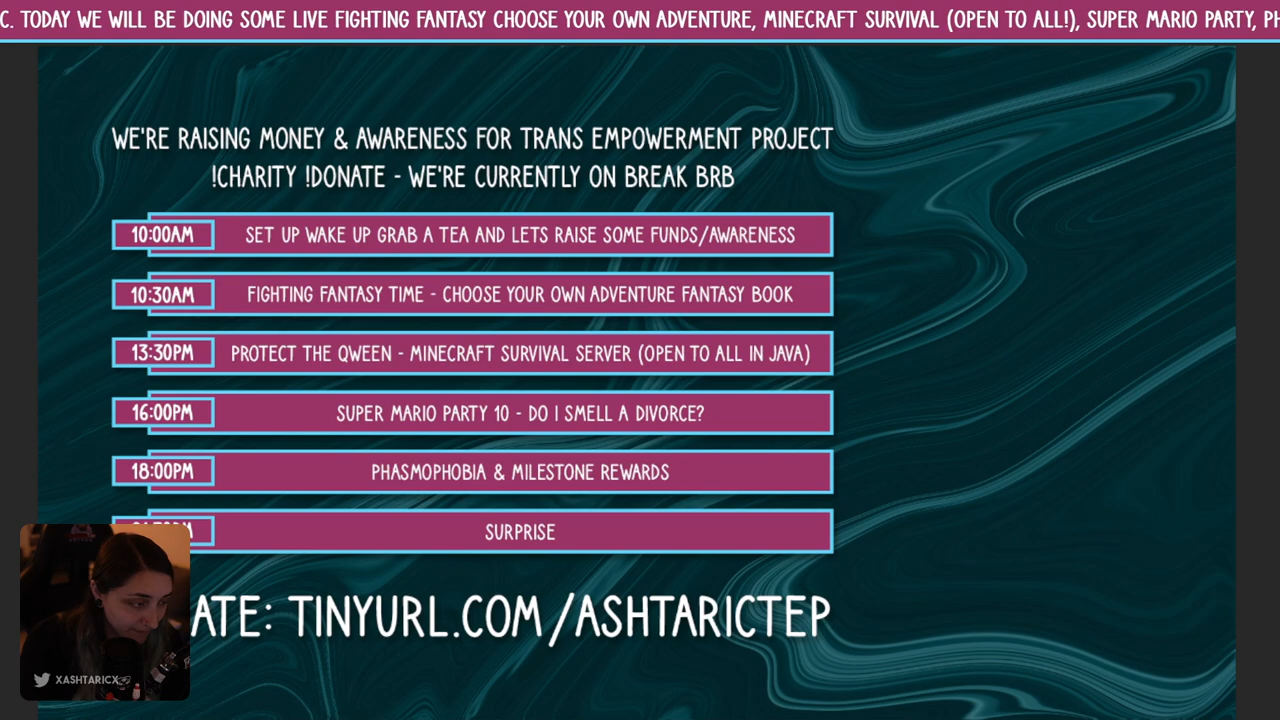 C. TODAY WE WILL BE DOING SOME LIVE FIGHTING FANTASY CHOOSE YOUR OWN ADVENTURE, MINECRAFT SURVIVAL (OPEN TO ALL!), SUPER MARIO PARTY, PH
WE'RE RAISING MONEY & AWARENESS FOR TRANS EMPOWERMENT PROJECT
!CHARITY !DONATE - WE'RE CURRENTLY ON BREAK BRB
10:00AM SET UP WAKE UP GRAB A TEA AND LETS RAISE SOME FUNDS/AWARENESS
10:30AM FIGHTING FANTASY TIME - CHOOSE YOUR OWN ADVENTURE FANTASY BOOK
13:30PM PROTECT THE QWEEN - MINECRAFT SURVIVAL SERVER (OPEN TO ALL IN JAVA)
16:00PM SUPER MARIO PARTY 10 - DO I SMELL A DIVORCE?
18:00PM PHASMOPHOBIA & MILESTONE REWARDS
SURPRISE
ATE: TINYURL.COM/ASHTARICTEP
XASHTARICX